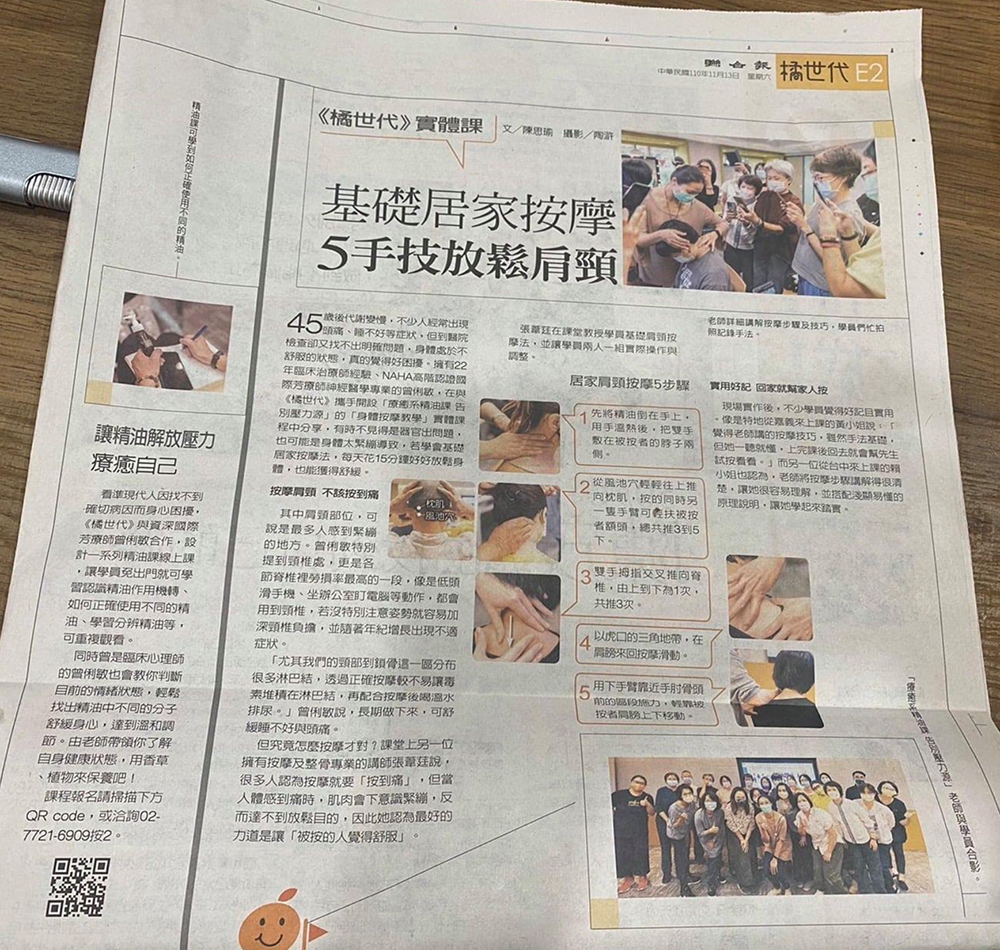 聯合報
中華民國110年11月13日 星期六
橘世代 E2
《橘世代》實體課
文╱陳思瑜 攝影╱陶澔
基礎居家按摩
5手技放鬆肩頸
老師詳細講解按摩步驟及技巧，學員們忙拍
照記錄手法。
45歲後代謝變慢，不少人經常出現
頭痛、睡不好等症狀，但到醫院
檢查卻又找不出明確問題，身體處於不
舒服的狀態，真的覺得好困擾。擁有22
年臨床治療師經驗、NAHA高階認證國
際芳療師神經醫學專業的曾俐敏，在與
《橘世代》攜手開設「療癒系精油課 告
別壓力源」的「身體按摩教學」實體課
程中分享，有時不見得是器官出問題，
也可能是身體太緊繃導致，若學會基礎
居家按摩法，每天花15分鐘好好放鬆身
體，也能獲得舒緩。
按摩肩頸 不該按到痛
其中肩頸部位，可
說是最多人感到緊繃
的地方。曾俐敏特別
提到頸椎處，更是各
節脊椎裡勞損率最高的一段，像是低頭
滑手機、坐辦公室盯電腦等動作，都會
用到頸椎，若沒特別注意姿勢就容易加
深頸椎負擔，並隨著年紀增長出現不適
症狀。
「尤其我們的頸部到鎖骨這一區分布
很多淋巴結，透過正確按摩較不易讓毒
素堆積在淋巴結，再配合按摩後喝溫水
排尿。」曾俐敏說，長期做下來，可舒
緩睡不好與頭痛。
但究竟怎麼按摩才對？課堂上另一位
擁有按摩及整骨專業的講師張葦廷說，
很多人認為按摩就要「按到痛」，但當
人體感到痛時，肌肉會下意識緊繃，反
而達不到放鬆目的，因此她認為最好的
力道是讓「被按的人覺得舒服」。
張葦廷在課堂教授學員基礎肩頸按
摩法，並讓學員兩人一組實際操作與
調整。
居家肩頸按摩5步驟
1 先將精油倒在手上，
用手溫熱後，把雙手
敷在被按者的脖子兩
側。
枕肌
風池穴
2 從風池穴輕輕往上推
向枕肌，按的同時另
一隻手臂可輕扶被按
者額頭，總共推3到5
下。
3 雙手拇指交叉推向脊
椎，由上到下為1次，
共推3次。
4 以虎口的三角地帶，在
肩膀來回按摩滑動。
5 用下手臂靠近手肘骨頭
前的區段施力，輕靠被
按者肩膀上下移動。
實用好記 回家就幫家人按
現場實作後，不少學員覺得好記且實用
。像是特地從嘉義來上課的黃小姐說：「
覺得老師講的按摩技巧，雖然手法基礎，
但她一聽就懂，上完課後回去就會幫先生
試按看看。」而另一位從台中來上課的賴
小姐也認為，老師將按摩步驟講解得很清
楚，讓她很容易理解，並搭配淺顯易懂的
原理說明，讓她學起來踏實。
「療癒系精油課 告別壓力源」老師與學員合影。
精油課可學到如何正確使用不同的精油。
讓精油解放壓力
療癒自己
看準現代人因找不到
確切病因而身心困擾，
《橘世代》與資深國際
芳療師曾俐敏合作，設
計一系列精油課線上課
，讓學員免出門就可學
習認識精油作用機轉、
如何正確使用不同的精
油、學習分辨精油等，
可重複觀看。
同時曾是臨床心理師
的曾俐敏也會教你判斷
目前的情緒狀態，輕鬆
找出精油中不同的分子
舒緩身心，達到溫和調
節。由老師帶領你了解
自身健康狀態，用香草
、植物來保養吧！
課程報名請掃描下方
QR code，或洽詢02-
7721-6909按2。